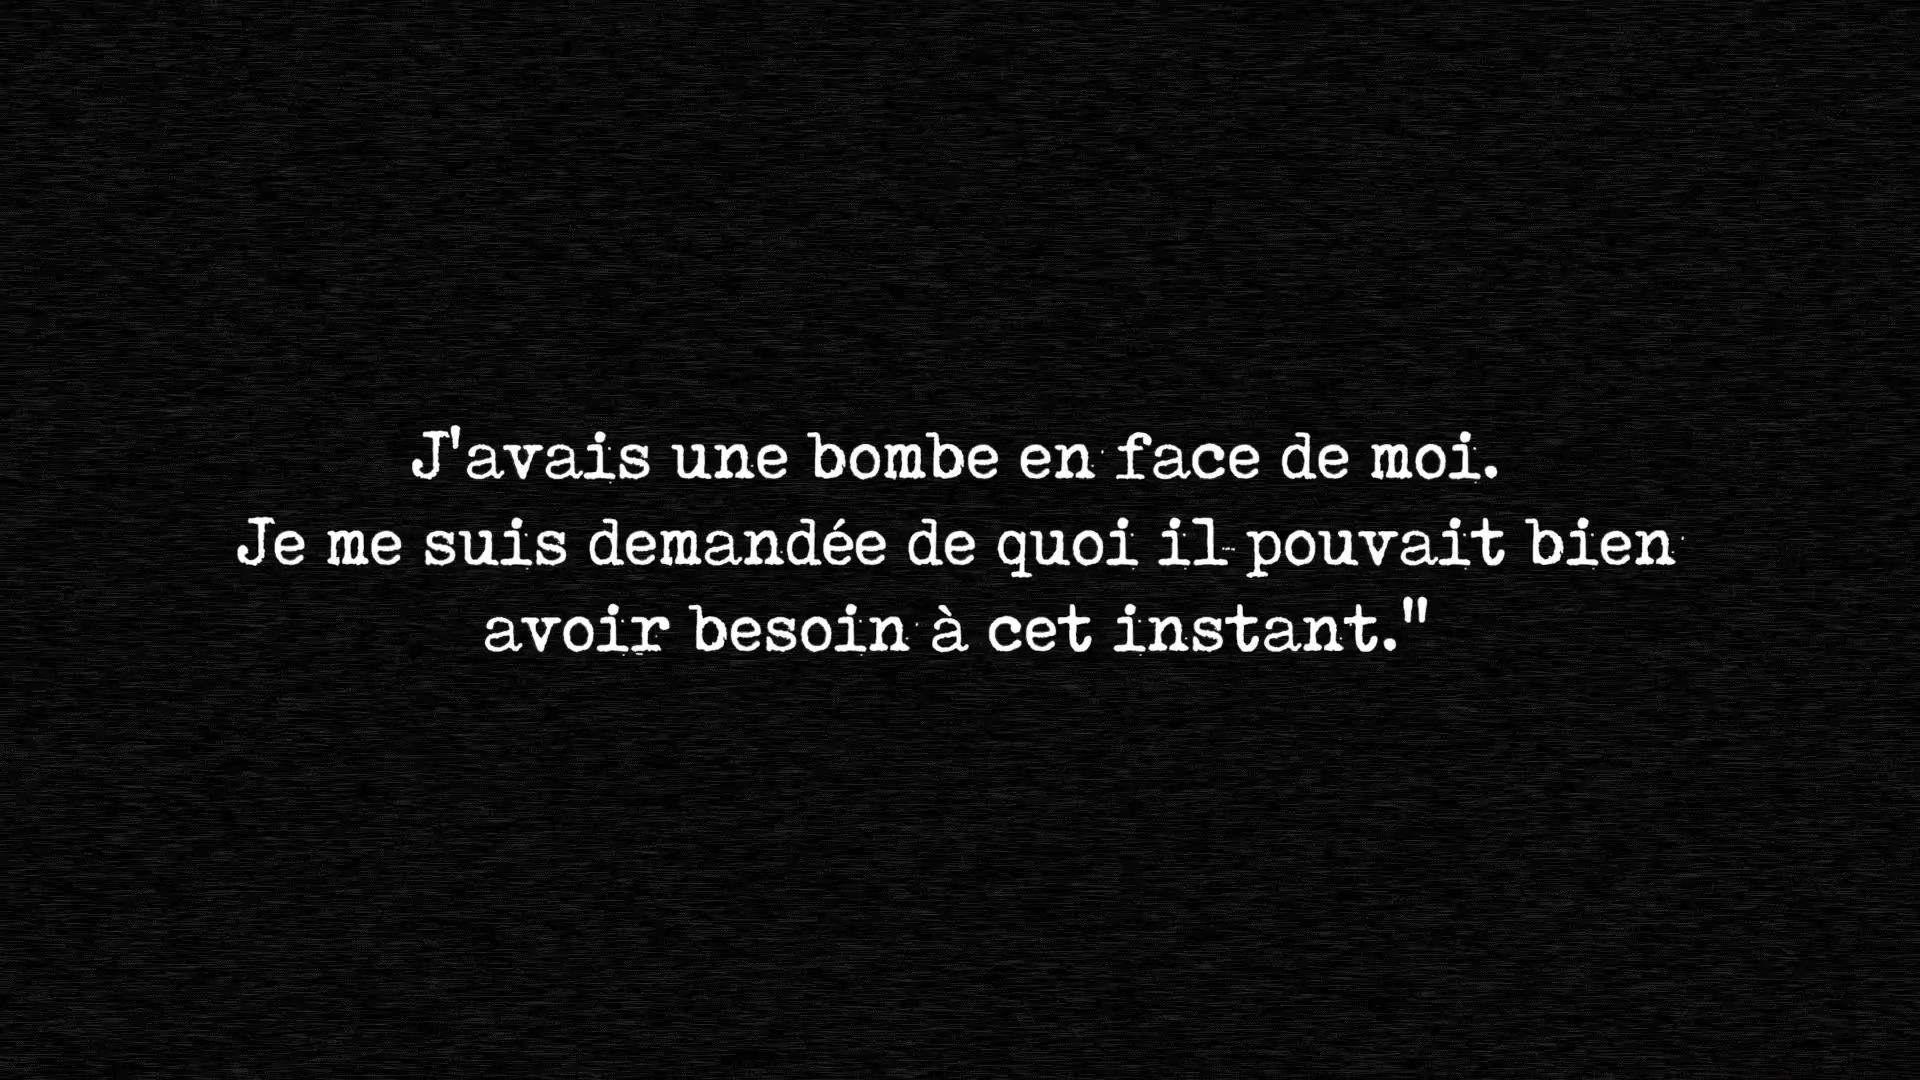 J'avais une bombe en face de moi.
Je me suis demandée de quoi il pouvait bien
avoir besoin à cet instant."